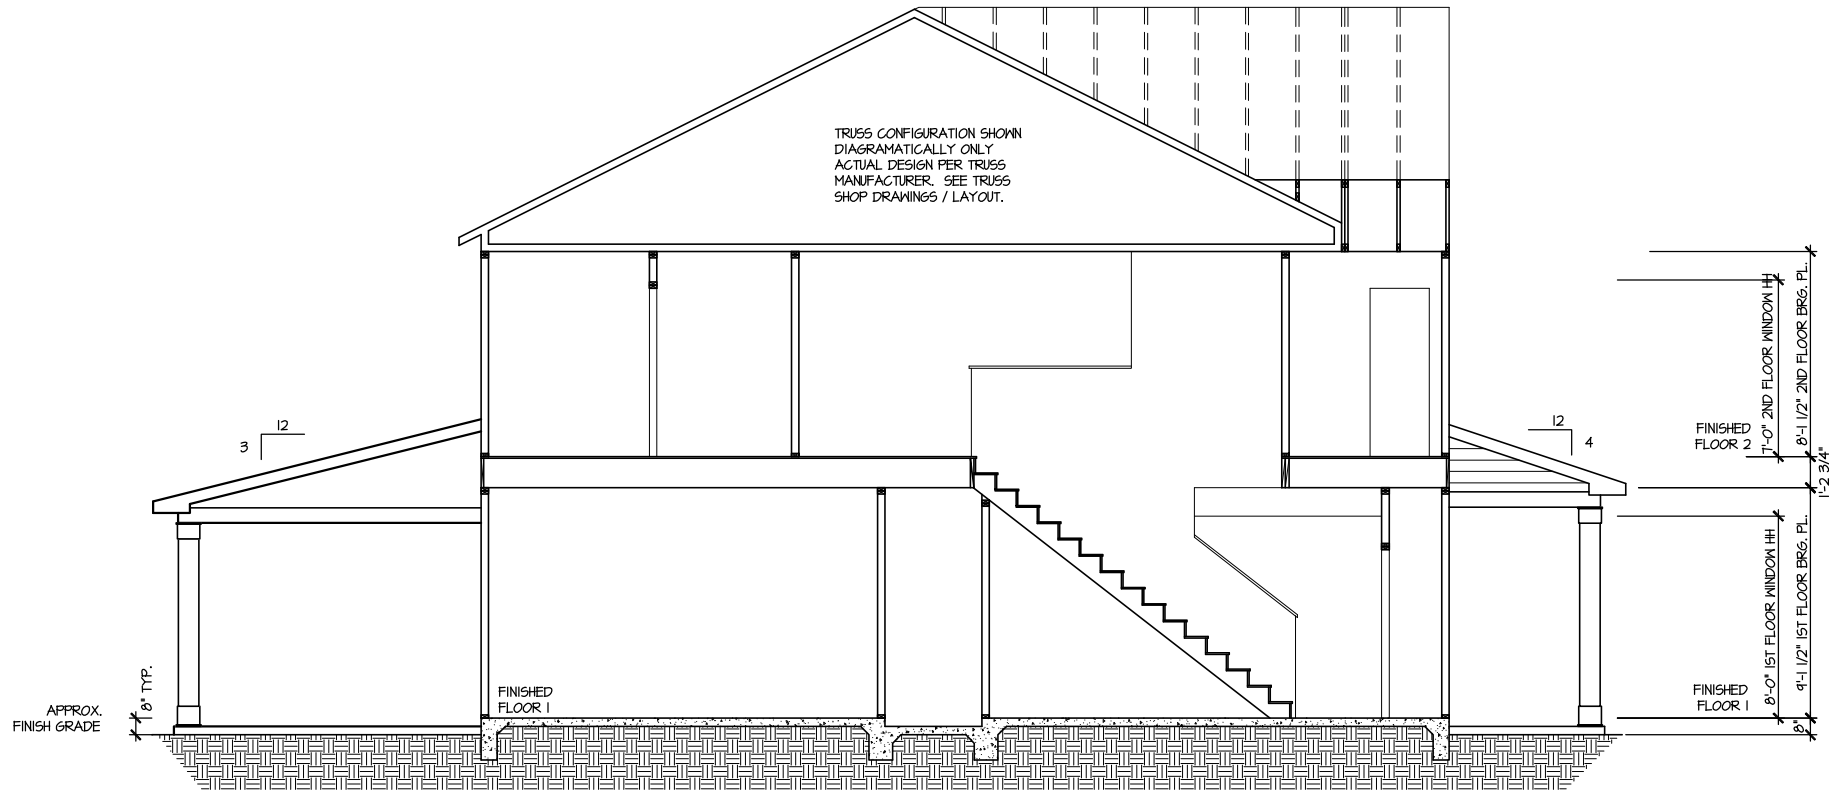 TRUSS CONFIGURATION SHOWN
DIAGRAMATICALLY ONLY
ACTUAL DESIGN PER TRUSS
MANUFACTURER. SEE TRUSS
SHOP DRAWINGS / LAYOUT.
12
3
12
4
7'-0" 2ND FLOOR WINDOW HH
8'-1 1/2" 2ND FLOOR BRG. PL.
FINISHED
FLOOR 2
1'-2 3/4"
8'-0" 1ST FLOOR WINDOW HH
9'-1 1/2" 1ST FLOOR BRG. PL.
8" TYP.
APPROX.
FINISH GRADE
FINISHED
FLOOR 1
FINISHED
FLOOR 1
8"